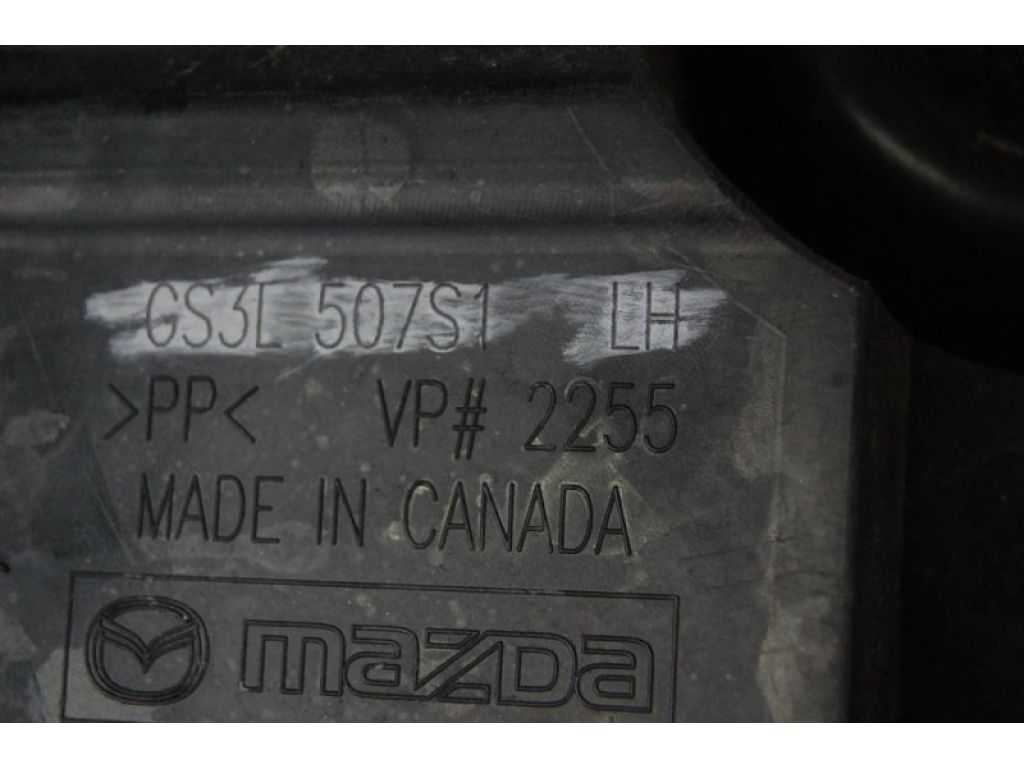 GS3L 507S1 LH
>PP< VP# 2255
MADE IN CANADA
mazda